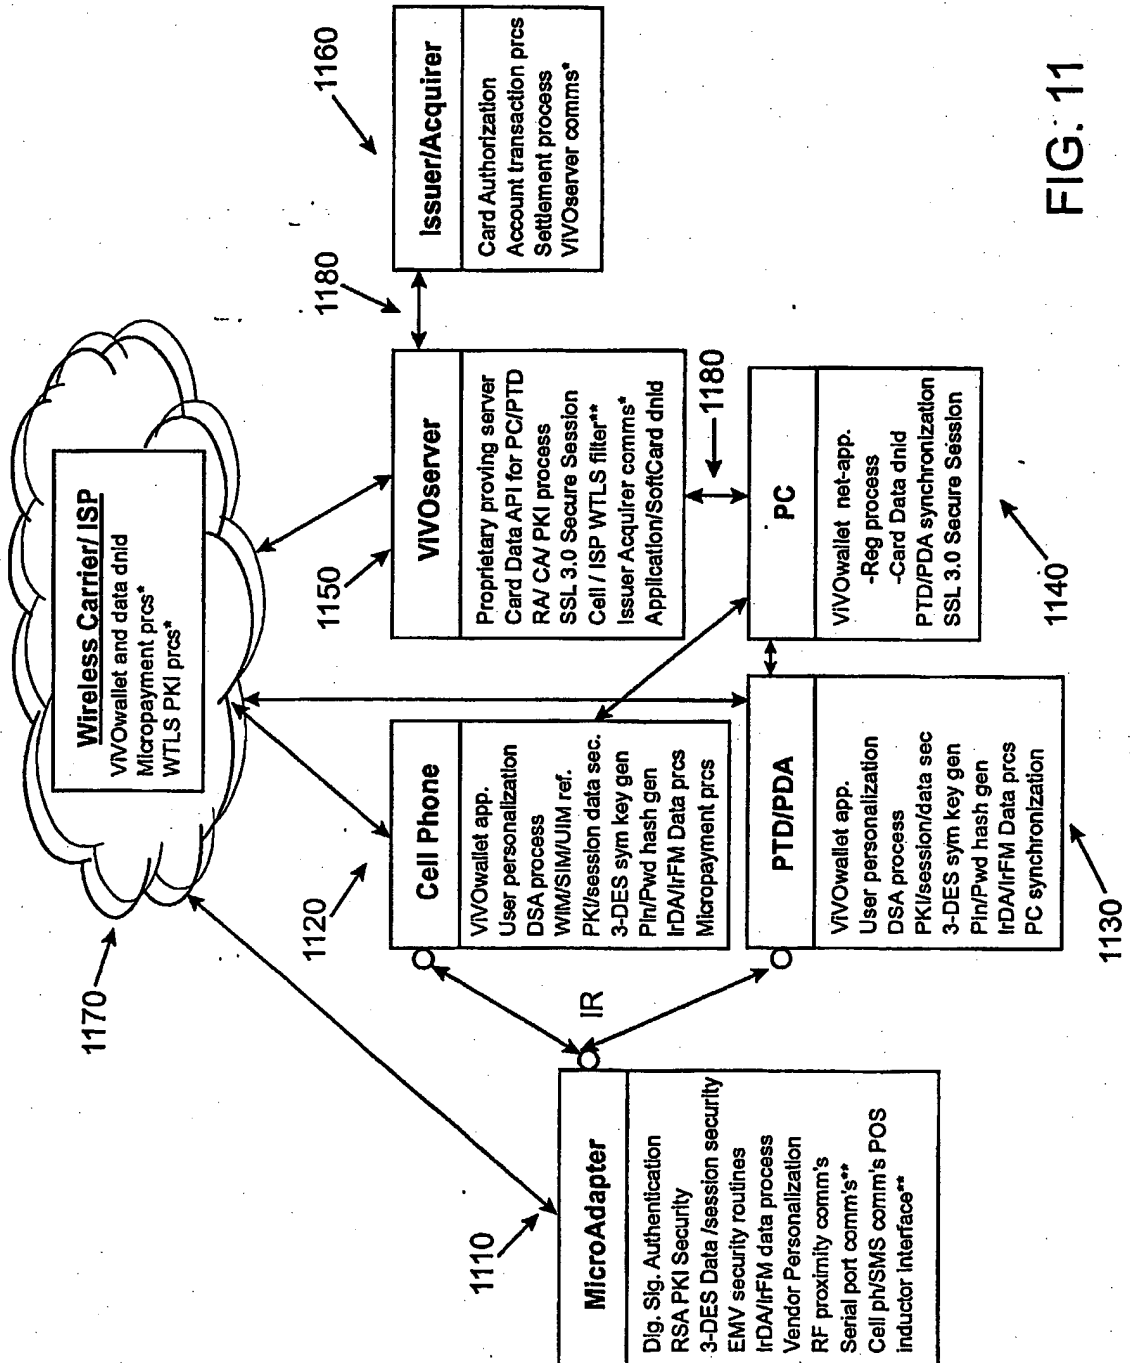 1170
Wireless Carrier/ ISP
ViVOwallet and data dnld
Micropayment prcs*
WTLS PKI prcs*
1160
Issuer/Acquirer
Card Authorization
Account transaction prcs
Settlement process
ViVOserver comms*
1180
1150
ViVOserver
Proprietary proving server
Card Data API for PC/PTD
RA/ CA/ PKI process
SSL 3.0 Secure Session
Cell / ISP WTLS filter**
Issuer Acquirer comms*
Application/SoftCard dnld
1180
PC
ViVOwallet net-app.
-Reg process
-Card Data dnld
PTD/PDA synchronization
SSL 3.0 Secure Session
1140
1120
Cell Phone
ViVOwallet app.
User personalization
DSA process
WIM/SIM/UIM ref.
PKI/session data sec.
3-DES sym key gen
Pin/Pwd hash gen
IrDA/IrFM Data prcs
Micropayment prcs
PTD/PDA
ViVOwallet app.
User personalization
DSA process
PKI/session/data sec
3-DES sym key gen
Pin/Pwd hash gen
IrDA/IrFM Data prcs
PC synchronization
1130
IR
1110
MicroAdapter
Dig. Sig. Authentication
RSA PKI Security
3-DES Data /session security
EMV security routines
IrDA/IrFM data process
Vendor Personalization
RF proximity comm's
Serial port comm's**
Cell ph/SMS comm's POS
inductor Interface**
FIG. 11